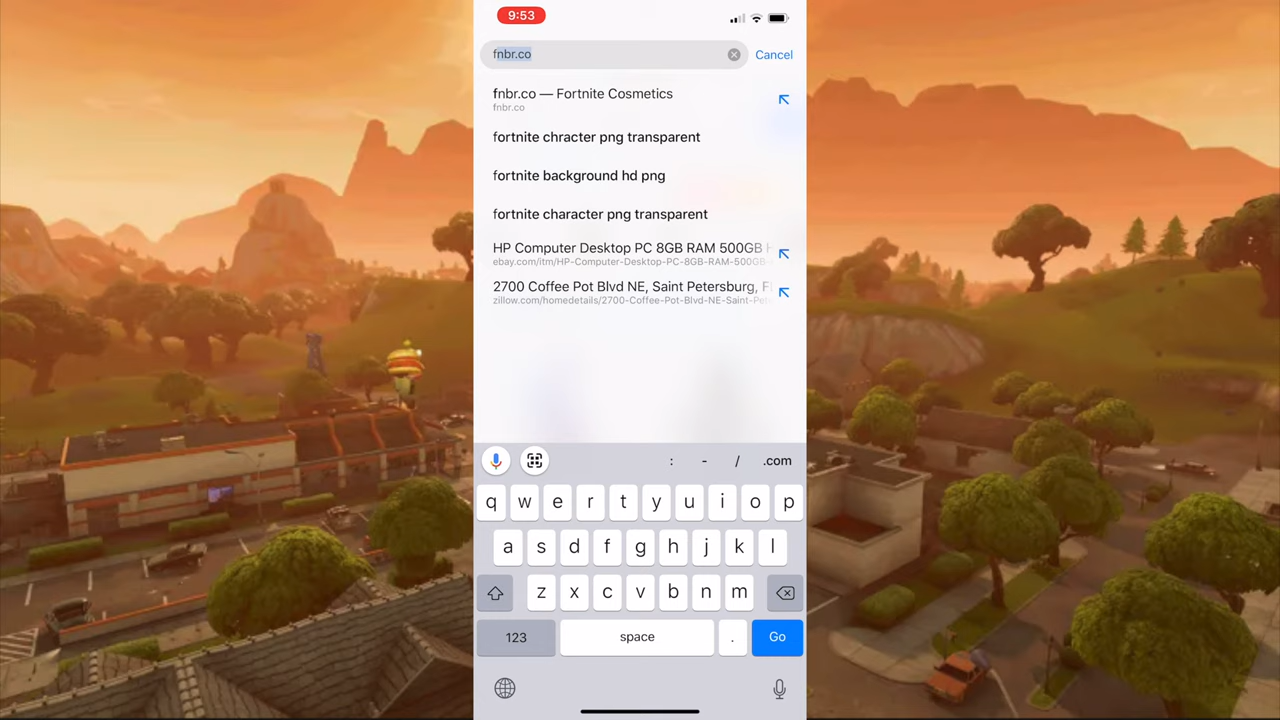 9:53
fnbr.co
Cancel
fnbr.co — Fortnite Cosmetics
fnbr.co
fortnite chracter png transparent
fortnite background hd png
fortnite character png transparent
HP Computer Desktop PC 8GB RAM 500GB
ebay.com/itm/HP-Computer-Desktop-PC-8GB-RAM-500GB-
2700 Coffee Pot Blvd NE, Saint Petersburg, F
zillow.com/homedetails/2700-Coffee-Pot-Blvd-NE-Saint-Pete
: - / .com
q w e r t y u i o p
a s d f g h j k l
z x c v b n m
123 space . Go